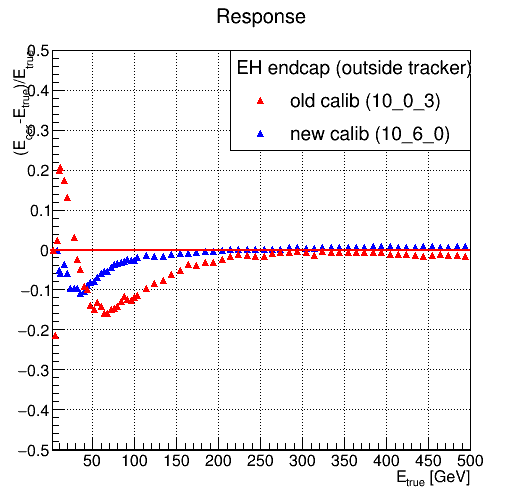 Response
(E_cor-E_true)/E_true
EH endcap (outside tracker)
old calib (10_0_3)
new calib (10_6_0)
0.5
0.4
0.3
0.2
0.1
0
−0.1
−0.2
−0.3
−0.4
−0.5
50 100 150 200 250 300 350 400 450 500
E_true [GeV]